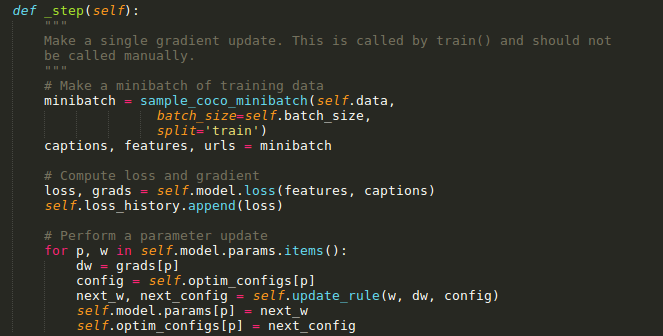 def _step(self):
"""
Make a single gradient update. This is called by train() and should not
be called manually.
"""
# Make a minibatch of training data
minibatch = sample_coco_minibatch(self.data,
batch_size=self.batch_size,
split='train')
captions, features, urls = minibatch
# Compute loss and gradient
loss, grads = self.model.loss(features, captions)
self.loss_history.append(loss)
# Perform a parameter update
for p, w in self.model.params.items():
dw = grads[p]
config = self.optim_configs[p]
next_w, next_config = self.update_rule(w, dw, config)
self.model.params[p] = next_w
self.optim_configs[p] = next_config